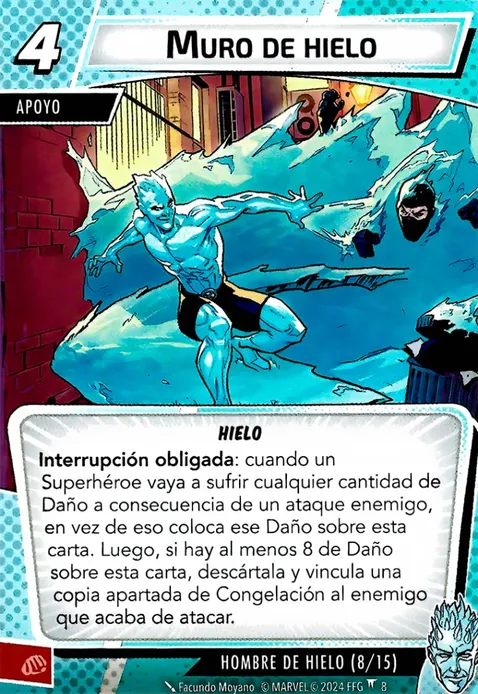 4
MURO DE HIELO
APOYO
HIELO
Interrupción obligada: cuando un
Superhéroe vaya a sufrir cualquier cantidad de
Daño a consecuencia de un ataque enemigo,
en vez de eso coloca ese Daño sobre esta
carta. Luego, si hay al menos 8 de Daño
sobre esta carta, descártala y vincula una
copia apartada de Congelación al enemigo
que acaba de atacar.
HOMBRE DE HIELO (8/15)
Facundo Moyano © MARVEL © 2024 FFG 8